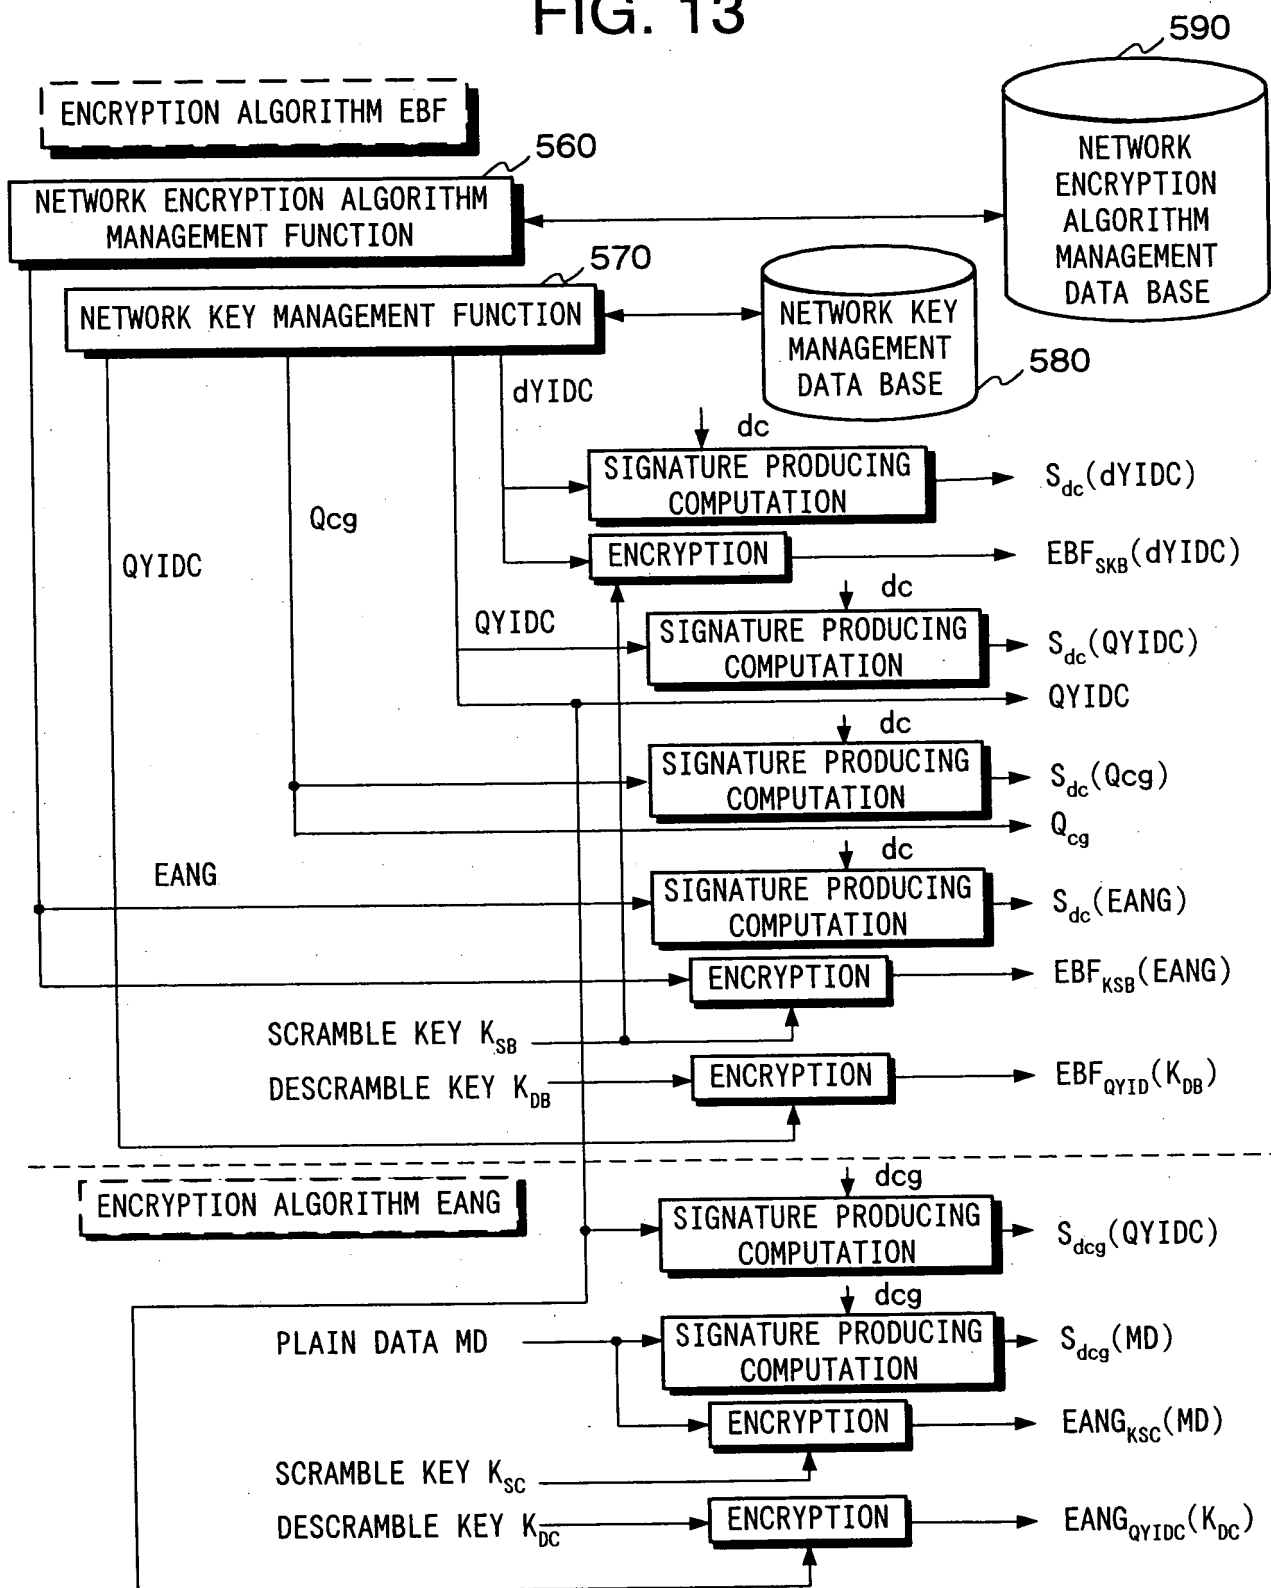 FIG. 13
590
ENCRYPTION ALGORITHM EBF
560
NETWORK ENCRYPTION ALGORITHM
MANAGEMENT FUNCTION
NETWORK
ENCRYPTION
ALGORITHM
MANAGEMENT
DATA BASE
570
NETWORK KEY MANAGEMENT FUNCTION
NETWORK KEY
MANAGEMENT
DATA BASE
580
dYIDC
dc
SIGNATURE PRODUCING
COMPUTATION
Sdc(dYIDC)
Qcg
QYIDC
ENCRYPTION
EBFSKB(dYIDC)
dc
QYIDC
SIGNATURE PRODUCING
COMPUTATION
Sdc(QYIDC)
QYIDC
dc
SIGNATURE PRODUCING
COMPUTATION
Sdc(Qcg)
Qcg
dc
EANG
SIGNATURE PRODUCING
COMPUTATION
Sdc(EANG)
ENCRYPTION
EBFKSB(EANG)
SCRAMBLE KEY KSB
DESCRAMBLE KEY KDB
ENCRYPTION
EBFQYID(KDB)
ENCRYPTION ALGORITHM EANG
dcg
SIGNATURE PRODUCING
COMPUTATION
Sdcg(QYIDC)
dcg
PLAIN DATA MD
SIGNATURE PRODUCING
COMPUTATION
Sdcg(MD)
ENCRYPTION
EANGKSC(MD)
SCRAMBLE KEY KSC
DESCRAMBLE KEY KDC
ENCRYPTION
EANGQYIDC(KDC)